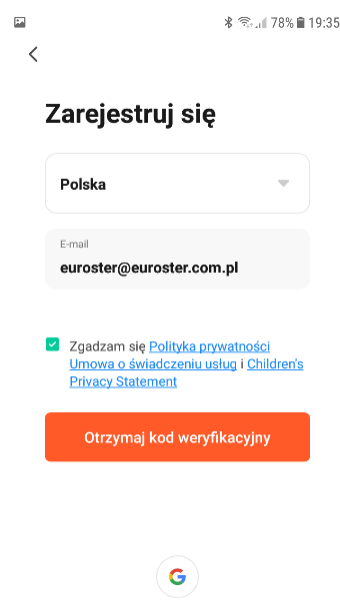 78% 19:35
Zarejestruj się
Polska
E-mail
euroster@euroster.com.pl
Zgadzam się Polityka prywatności
Umowa o świadczeniu usług i Children's
Privacy Statement
Otrzymaj kod weryfikacyjny